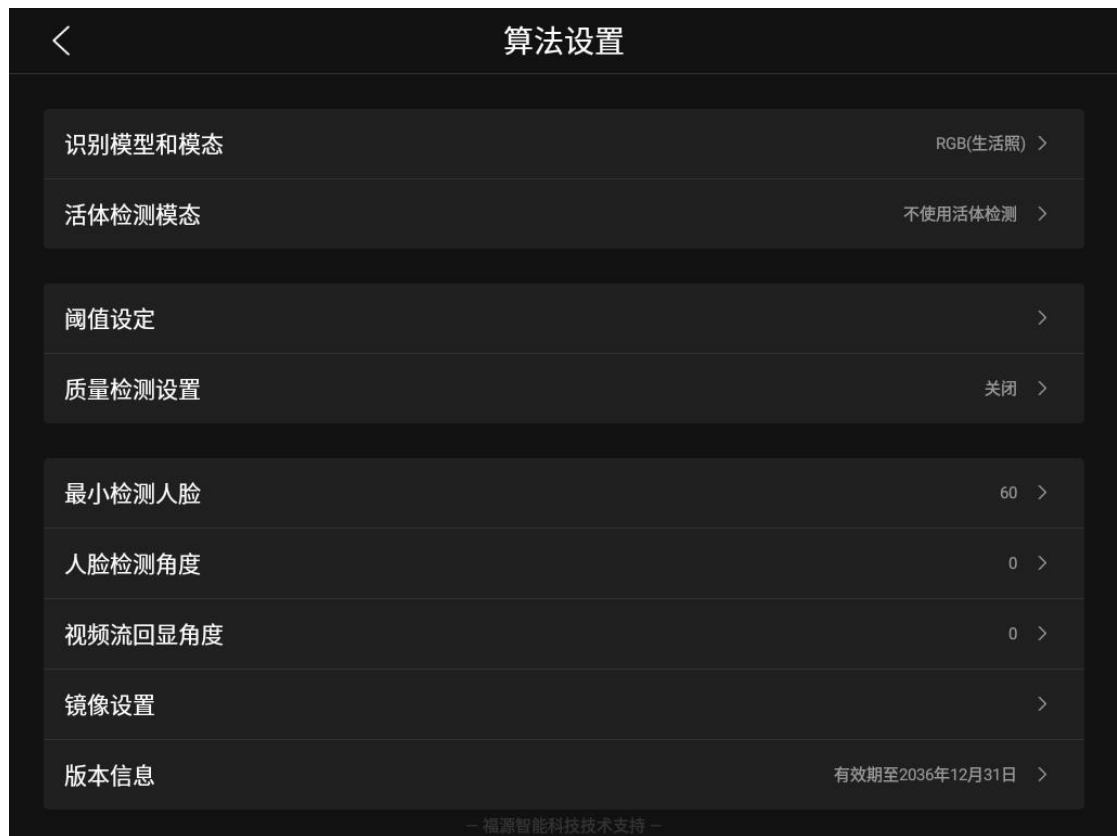 算法设置
识别模型和模态 RGB(生活照)
活体检测模态 不使用活体检测
阈值设定
质量检测设置 关闭
最小检测人脸 60
人脸检测角度 0
视频流回显角度 0
镜像设置
版本信息 有效期至2036年12月31日
– 福源智能科技技术支持 –